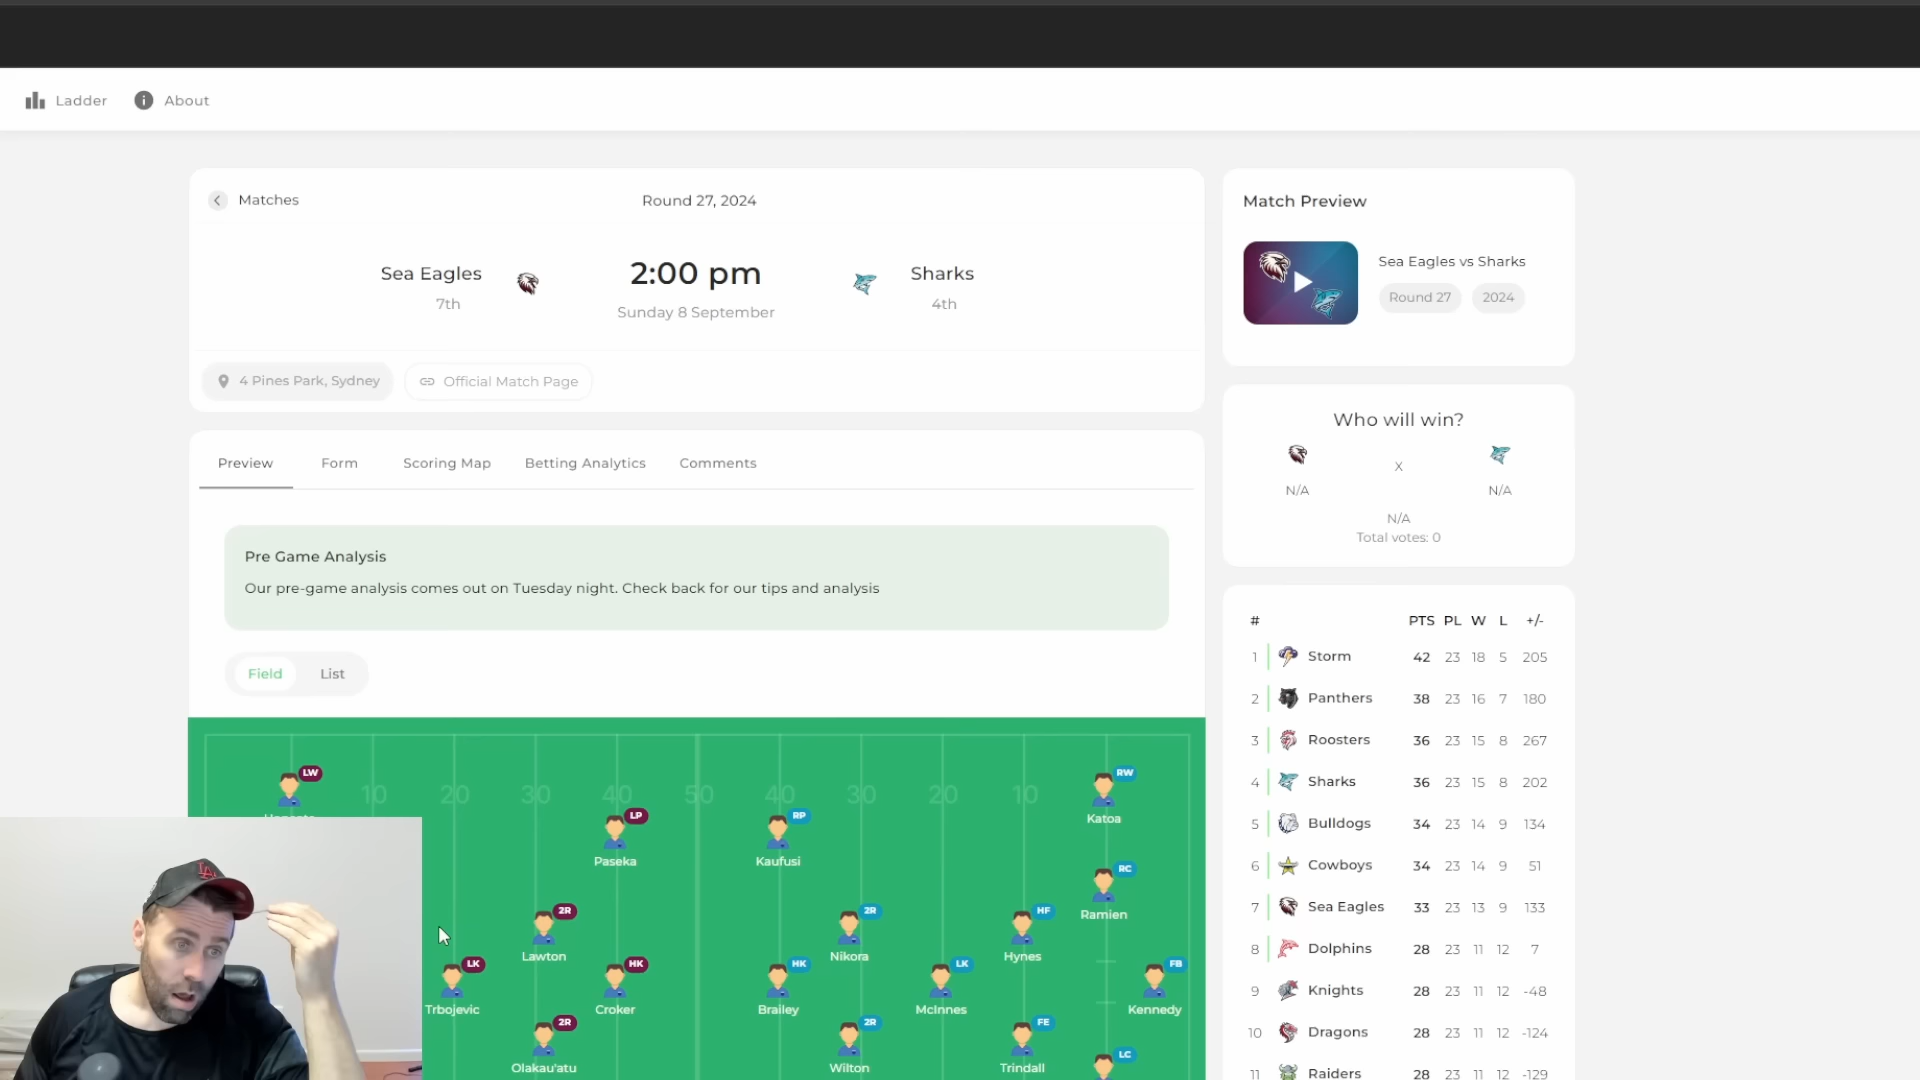 Ladder
About
Matches
Round 27, 2024
Sea Eagles
7th
2:00 pm
Sunday 8 September
Sharks
4th
4 Pines Park, Sydney
Official Match Page
Preview
Form
Scoring Map
Betting Analytics
Comments
Pre Game Analysis
Our pre-game analysis comes out on Tuesday night. Check back for our tips and analysis
Field
List
10 20 30 40 50 40 30 20 10
LW
LP
Paseka
RP
Kaufusi
RW
Katoa
RC
Ramien
2R
Lawton
2R
Nikora
HF
Hynes
LK
Trbojevic
HK
Croker
HK
Brailey
LK
McInnes
FB
Kennedy
2R
Olakau'atu
2R
Wilton
FE
Trindall
LC
LA
Match Preview
Sea Eagles vs Sharks
Round 27
2024
Who will win?
X
N/A
N/A
N/A
Total votes: 0
# PTS PL W L +/-
1 Storm 42 23 18 5 205
2 Panthers 38 23 16 7 180
3 Roosters 36 23 15 8 267
4 Sharks 36 23 15 8 202
5 Bulldogs 34 23 14 9 134
6 Cowboys 34 23 14 9 51
7 Sea Eagles 33 23 13 9 133
8 Dolphins 28 23 11 12 7
9 Knights 28 23 11 12 -48
10 Dragons 28 23 11 12 -124
11 Raiders 28 23 11 12 -129